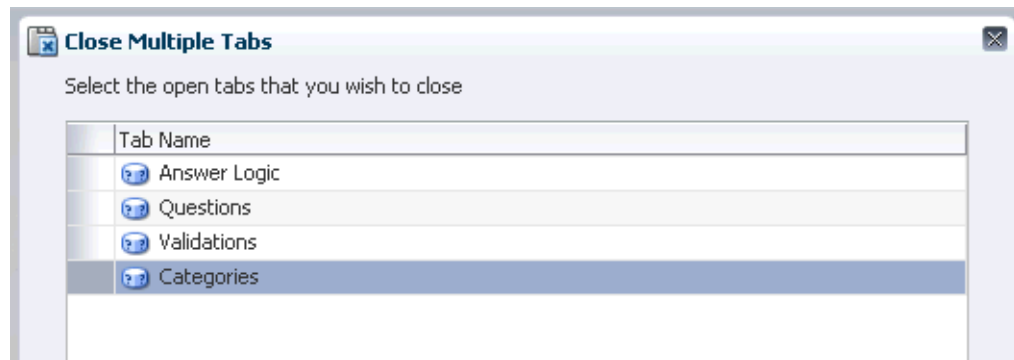 Close Multiple Tabs
Select the open tabs that you wish to close
Tab Name
Answer Logic
Questions
Validations
Categories